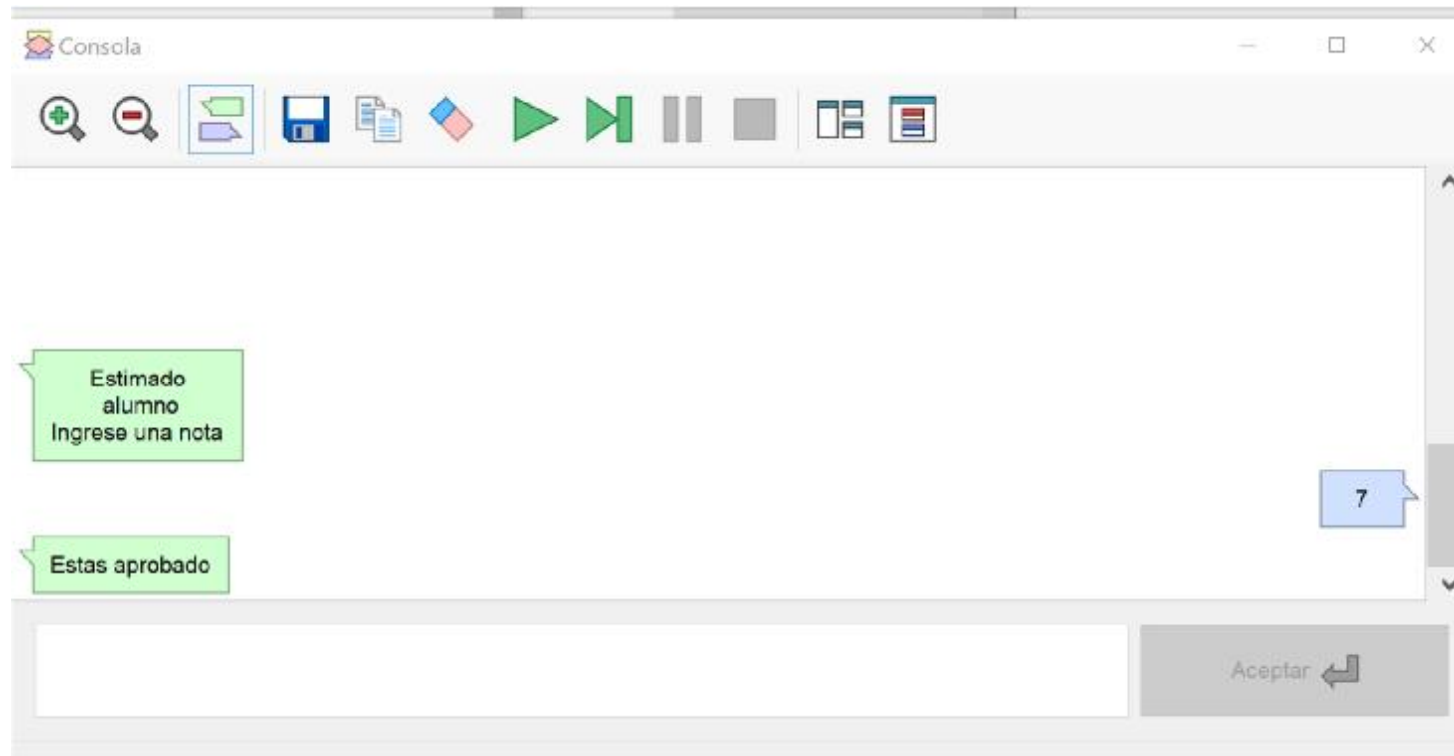 Consola
Estimado
alumno
Ingrese una nota
7
Estas aprobado
Aceptar